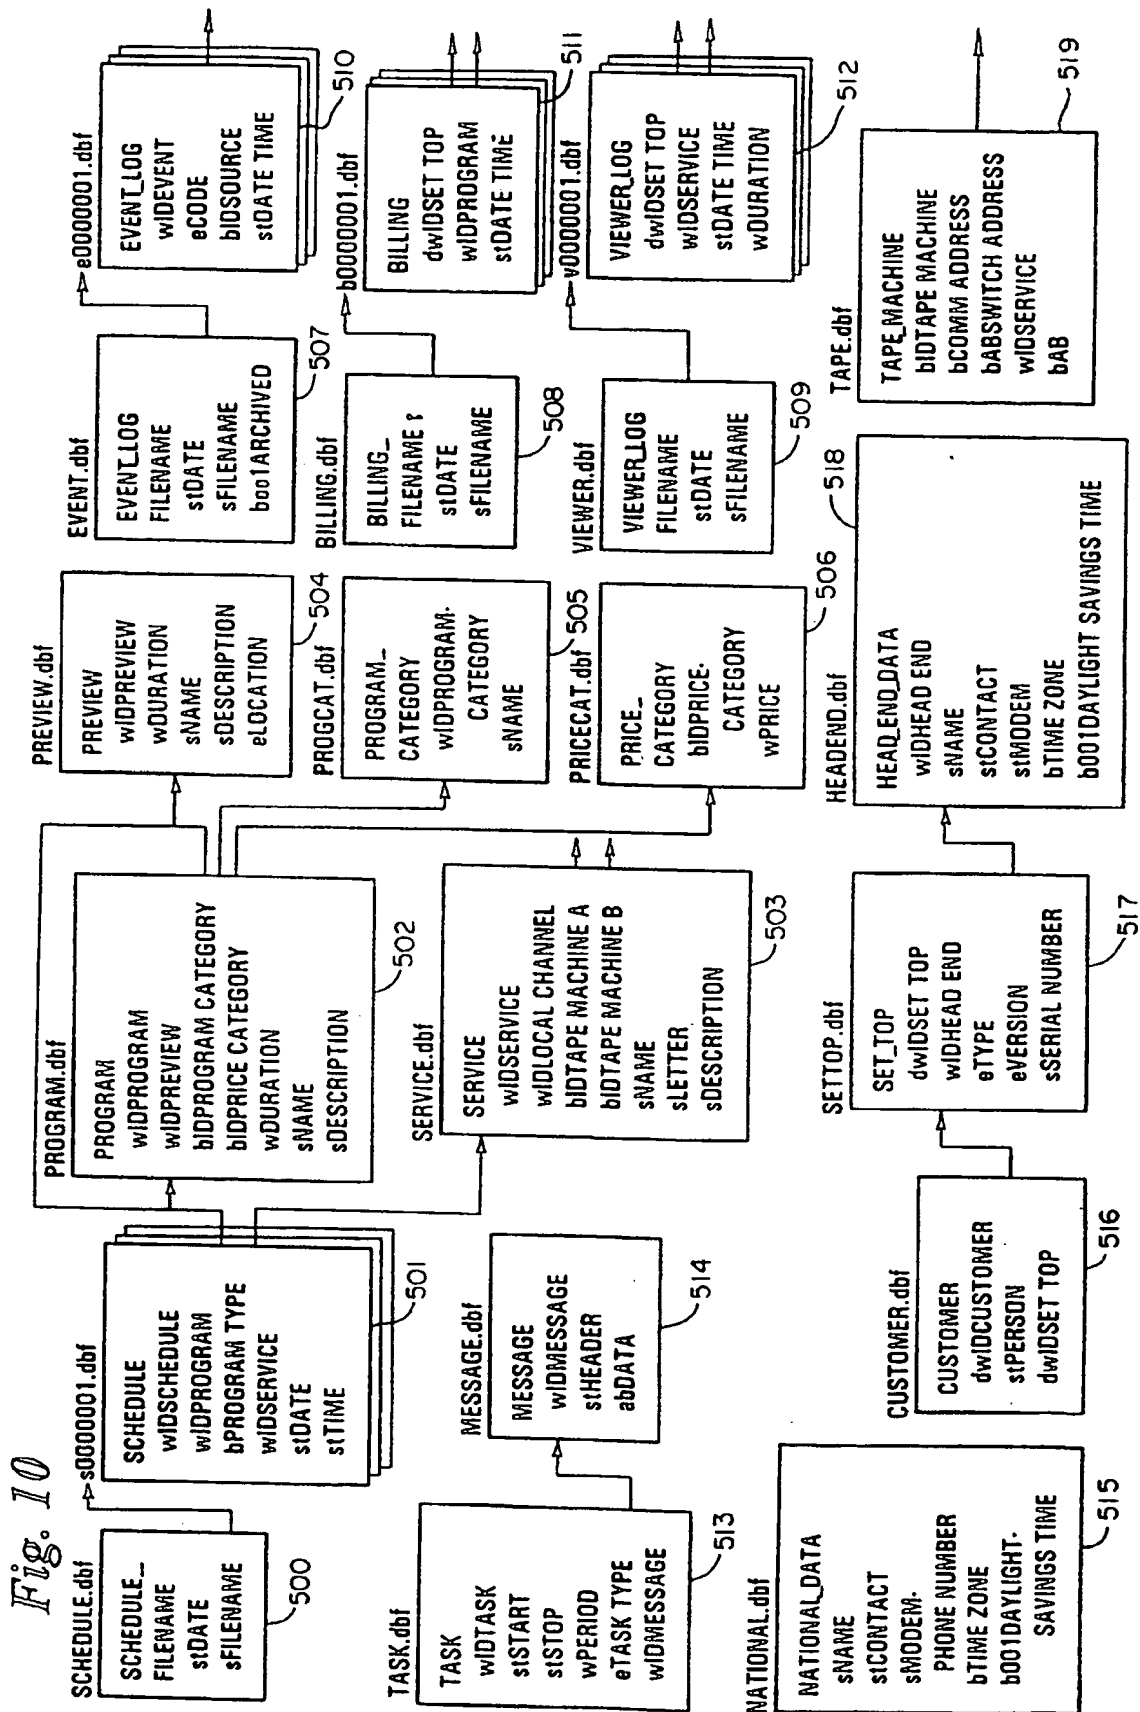 Fig. 10
SCHEDULE.dbf
SCHEDULE_
FILENAME
stDATE
sFILENAME
500
s0000001.dbf
SCHEDULE
wIDSCHEDULE
wIDPROGRAM
bPROGRAM TYPE
wIDSERVICE
stDATE
stTIME
501
PROGRAM.dbf
PROGRAM
wIDPROGRAM
wIDPREVIEW
bIDPROGRAM CATEGORY
bIDPRICE CATEGORY
wDURATION
sNAME
sDESCRIPTION
502
SERVICE.dbf
SERVICE
wIDSERVICE
wIDLOCAL CHANNEL
bIDTAPE MACHINE A
bIDTAPE MACHINE B
sNAME
sLETTER
sDESCRIPTION
503
PREVIEW.dbf
PREVIEW
wIDPREVIEW
wDURATION
sNAME
sDESCRIPTION
eLOCATION
504
PROGCAT.dbf
PROGRAM_
CATEGORY
wIDPROGRAM.
CATEGORY
sNAME
505
PRICECAT.dbf
PRICE_
CATEGORY
bIDPRICE.
CATEGORY
wPRICE
506
EVENT.dbf
EVENT_LOG
FILENAME
stDATE
sFILENAME
boo1ARCHIVED
507
BILLING.dbf
BILLING_
FILENAME
stDATE
sFILENAME
508
VIEWER.dbf
VIEWER_LOG
FILENAME
stDATE
sFILENAME
509
e0000001.dbf
EVENT_LOG
wIDEVENT
eCODE
bIDSOURCE
stDATE TIME
510
b0000001.dbf
BILLING
dwIDSET TOP
wIDPROGRAM
stDATE TIME
511
v0000001.dbf
VIEWER_LOG
dwIDSET TOP
wIDSERVICE
stDATE TIME
wDURATION
512
TASK.dbf
TASK
wIDTASK
stSTART
stSTOP
wPERIOD
eTASK TYPE
wIDMESSAGE
513
MESSAGE.dbf
MESSAGE
wIDMESSAGE
stHEADER
abDATA
514
NATIONAL.dbf
NATIONAL_DATA
sNAME
stCONTACT
sMODEM.
PHONE NUMBER
bTIME ZONE
b001DAYLIGHT.
SAVINGS TIME
515
CUSTOMER.dbf
CUSTOMER
dwIDCUSTOMER
stPERSON
dwIDSET TOP
516
SETTOP.dbf
SET_TOP
dwIDSET TOP
wIDHEAD END
eTYPE
eVERSION
sSERIAL NUMBER
517
HEADEND.dbf
HEAD_END_DATA
wIDHEAD END
sNAME
stCONTACT
stMODEM
bTIME ZONE
b001DAYLIGHT SAVINGS TIME
518
TAPE.dbf
TAPE_MACHINE
bIDTAPE MACHINE
bCOMM ADDRESS
bABSWITCH ADDRESS
wIDSERVICE
bAB
519